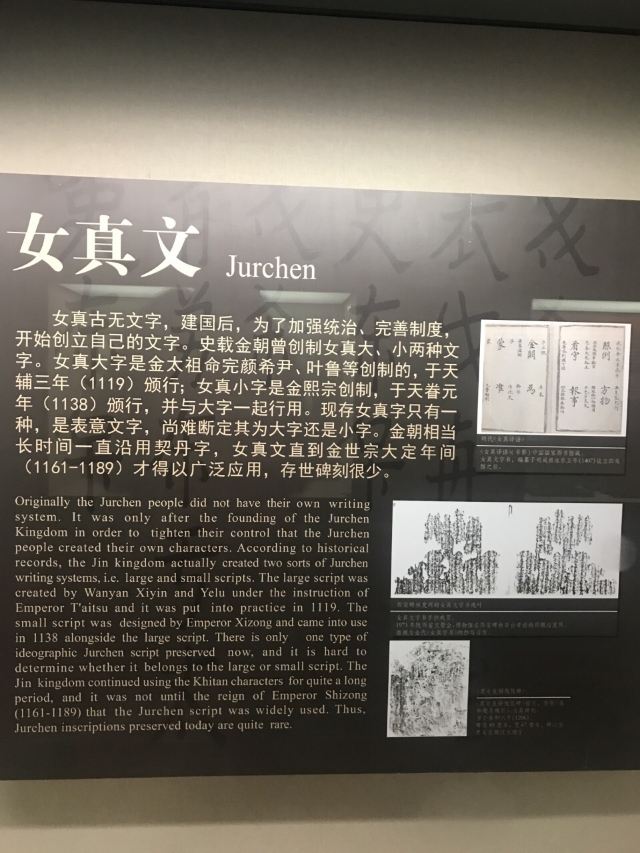 女真文 Jurchen
女真古无文字，建国后，为了加强统治、完善制度，
开始创立自己的文字。史载金朝曾创制女真大、小两种文
字。女真大字是金太祖命完颜希尹、叶鲁等创制的，于天
辅三年（1119）颁行；女真小字是金熙宗创制，于天眷元
年（1138）颁行，并与大字一起行用。现存女真字只有一
种，是表意文字，尚难断定其为大字还是小字。金朝相当
长时间一直沿用契丹字，女真文直到金世宗大定年间
（1161-1189）才得以广泛应用，存世碑刻很少。
Originally the Jurchen people did not have their own writing
system. It was only after the founding of the Jurchen
Kingdom in order to tighten their control that the Jurchen
people created their own characters. According to historical
records, the Jin kingdom actually created two sorts of Jurchen
writing systems, i.e. large and small scripts. The large script was
created by Wanyan Xiyin and Yelu under the instruction of
Emperor T'aitsu and it was put into practice in 1119. The
small script was designed by Emperor Xizong and came into use
in 1138 alongside the large script. There is only one type of
ideographic Jurchen script preserved now, and it is hard to
determine whether it belongs to the large or small script. The
Jin kingdom continued using the Khitan characters for quite a long
period, and it was not until the reign of Emperor Shizong
(1161-1189) that the Jurchen script was widely used. Thus,
Jurchen inscriptions preserved today are quite rare.
明代《女真译语》